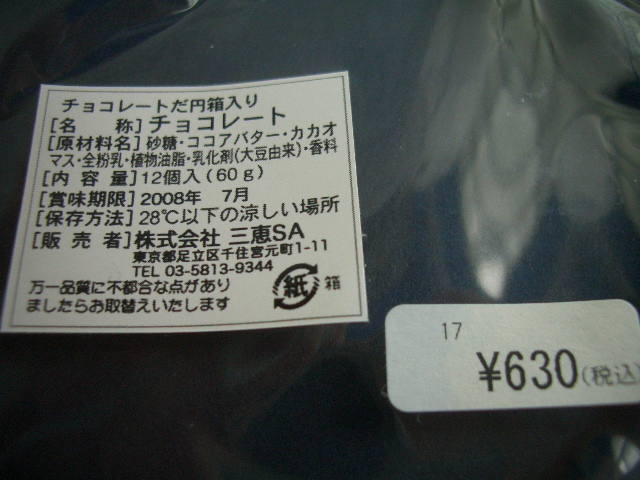 チョコレートだ円箱入り
[名　称]チョコレート
[原材料名]砂糖・ココアバター・カカオ
マス・全粉乳・植物油脂・乳化剤(大豆由来)・香料
[内 容 量]12個入(60g)
[賞味期限]2008年　7月
[保存方法]28℃以下の涼しい場所
[販 売 者]株式会社 三恵SA
東京都足立区千住宮元町1-11
TEL 03-5813-9344
紙 箱
万一品質に不都合な点があり
ましたらお取替えいたします
17
¥630(税込)